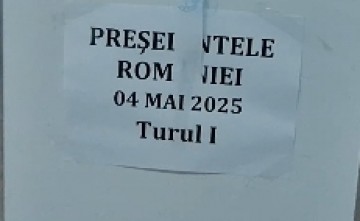 PREŞEI NTELE
ROM NIEI
04 MAI 2025
Turul I